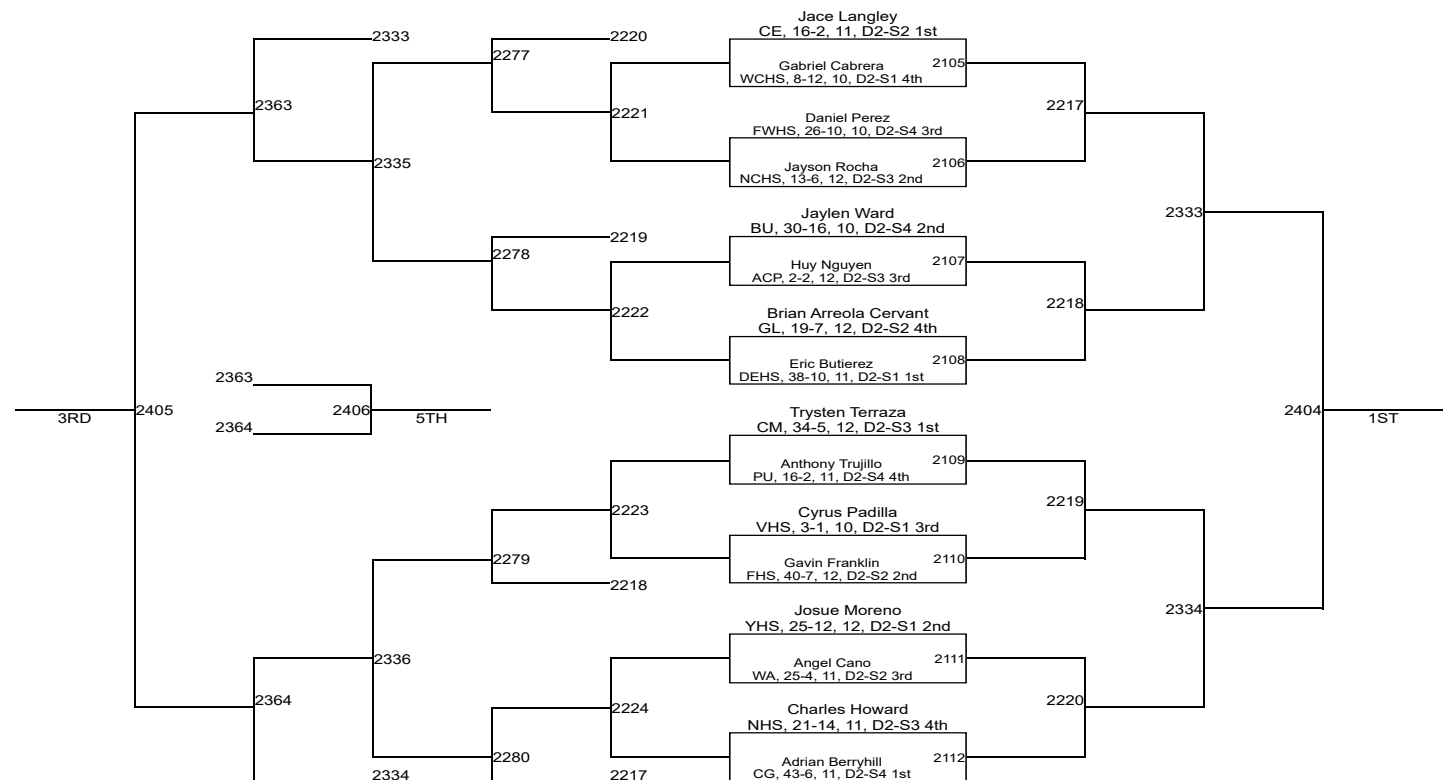 Jace Langley
CE, 16-2, 11, D2-S2 1st
2333
2220
2277
Gabriel Cabrera
2105
WCHS, 8-12, 10, D2-S1 4th
2363
2221
2217
Daniel Perez
FWHS, 26-10, 10, D2-S4 3rd
2335
Jayson Rocha
2106
NCHS, 13-6, 12, D2-S3 2nd
Jaylen Ward
2333
BU, 30-16, 10, D2-S4 2nd
2219
2278
Huy Nguyen
2107
ACP, 2-2, 12, D2-S3 3rd
2218
2222
Brian Arreola Cervant
GL, 19-7, 12, D2-S2 4th
Eric Butierez
2108
DEHS, 38-10, 11, D2-S1 1st
2363
2405
2406
2404
3RD
5TH
1ST
2364
Trysten Terraza
CM, 34-5, 12, D2-S3 1st
Anthony Trujillo
2109
PU, 16-2, 11, D2-S4 4th
2219
2223
Cyrus Padilla
VHS, 3-1, 10, D2-S1 3rd
2279
Gavin Franklin
2110
FHS, 40-7, 12, D2-S2 2nd
2218
2334
Josue Moreno
YHS, 25-12, 12, D2-S1 2nd
2336
Angel Cano
2111
WA, 25-4, 11, D2-S2 3rd
2364
2224
2220
Charles Howard
NHS, 21-14, 11, D2-S3 4th
2280
Adrian Berryhill
2112
CG, 43-6, 11, D2-S4 1st
2334
2217